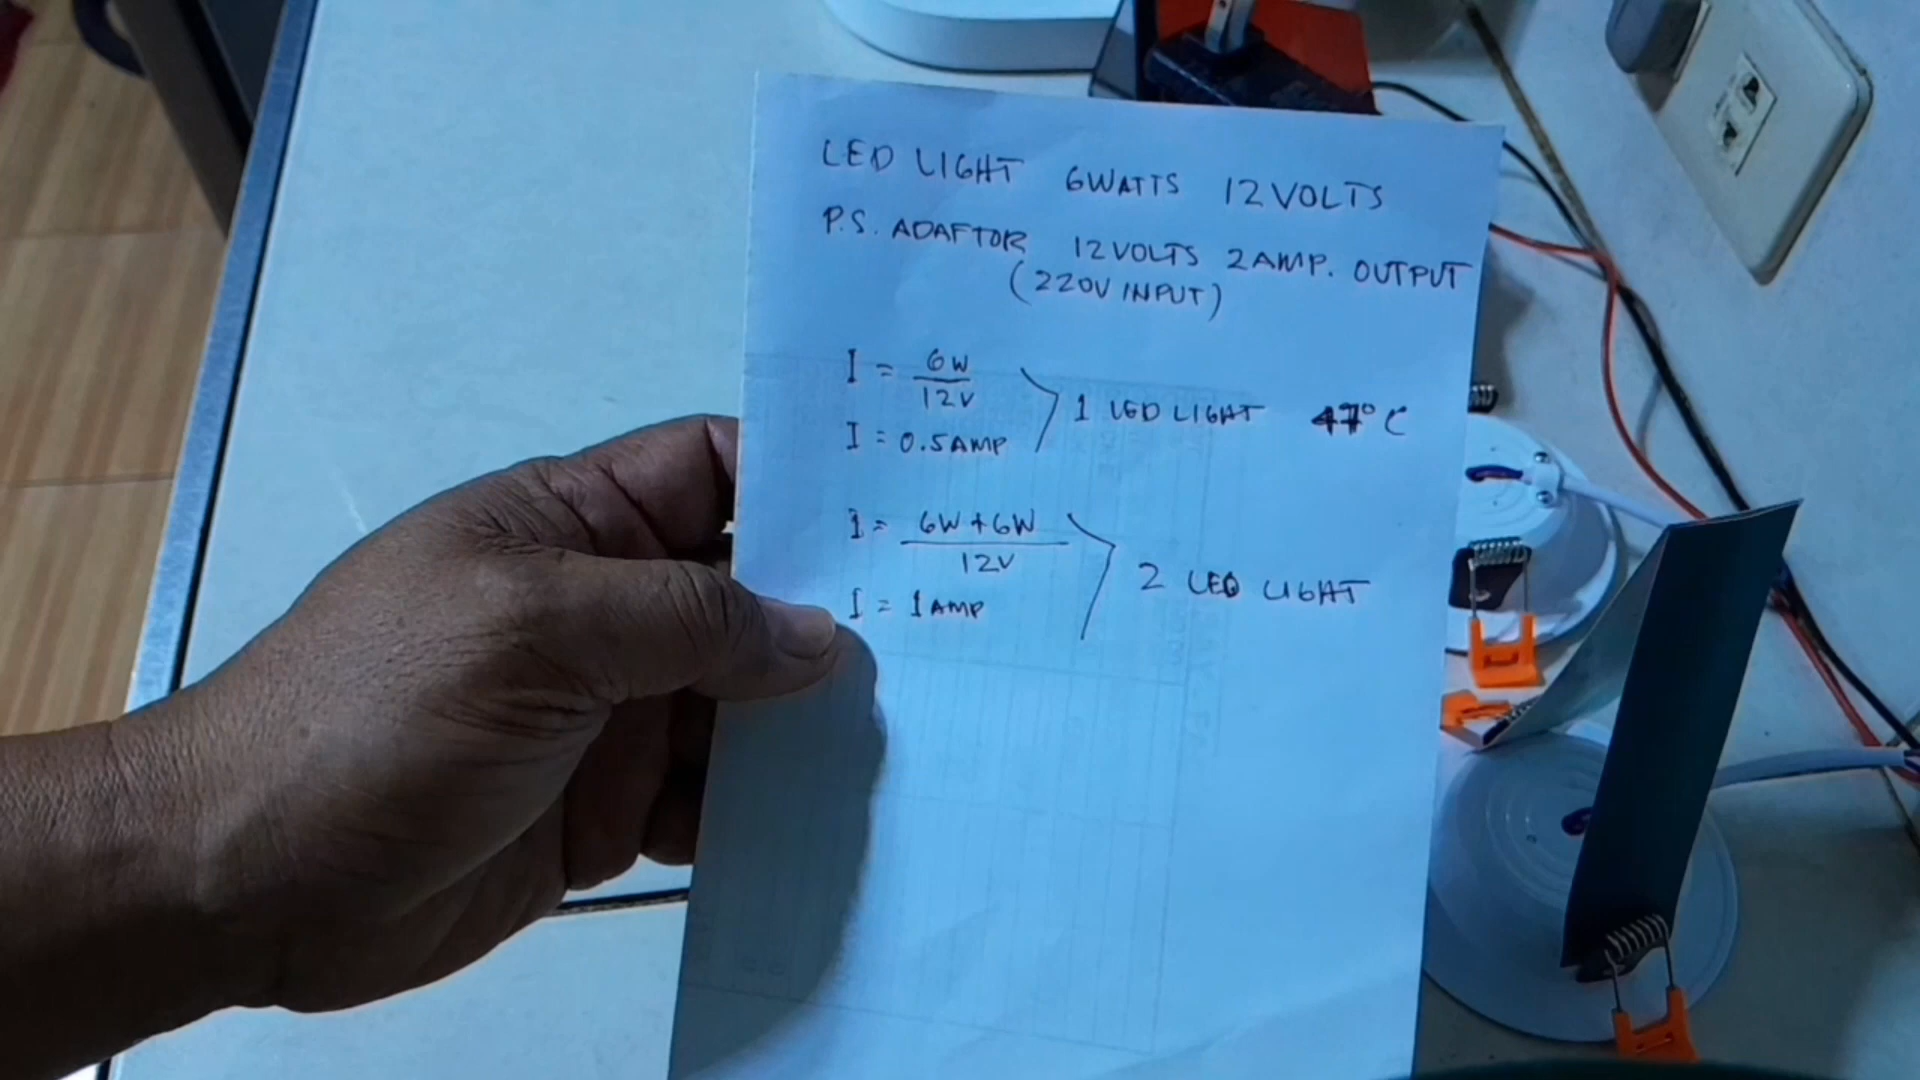 LED LIGHT 6WATTS 12VOLTS
P.S. ADAFTOR 12VOLTS 2AMP. OUTPUT
(220V INPUT)
I = 6W
12V
1 LED LIGHT 47°C
I = 0.5AMP
I = 6W+6W
12V
2 LED LIGHT
I = 1AMP